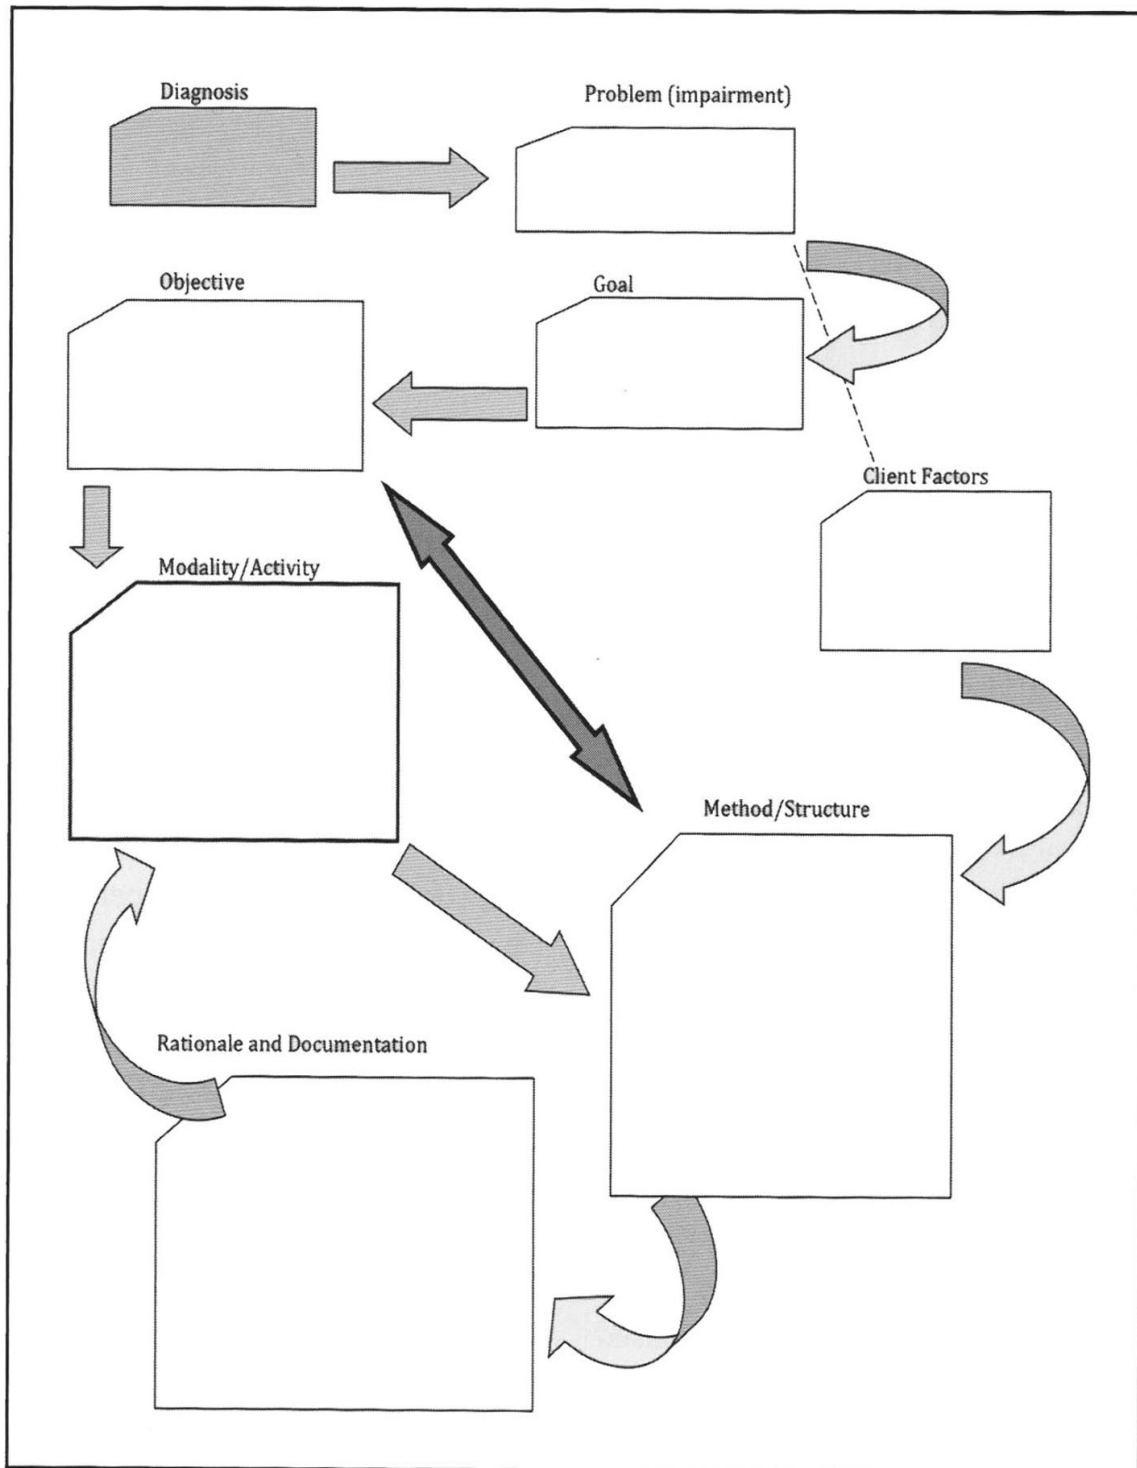 Diagnosis
Problem (impairment)
Objective
Goal
Client Factors
Modality/Activity
Method/Structure
Rationale and Documentation